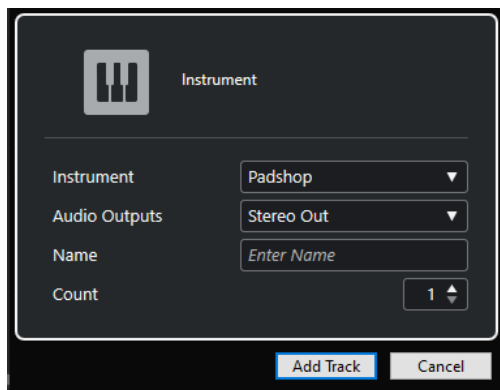 Instrument
Instrument Padshop
Audio Outputs Stereo Out
Name Enter Name
Count 1
Add Track Cancel